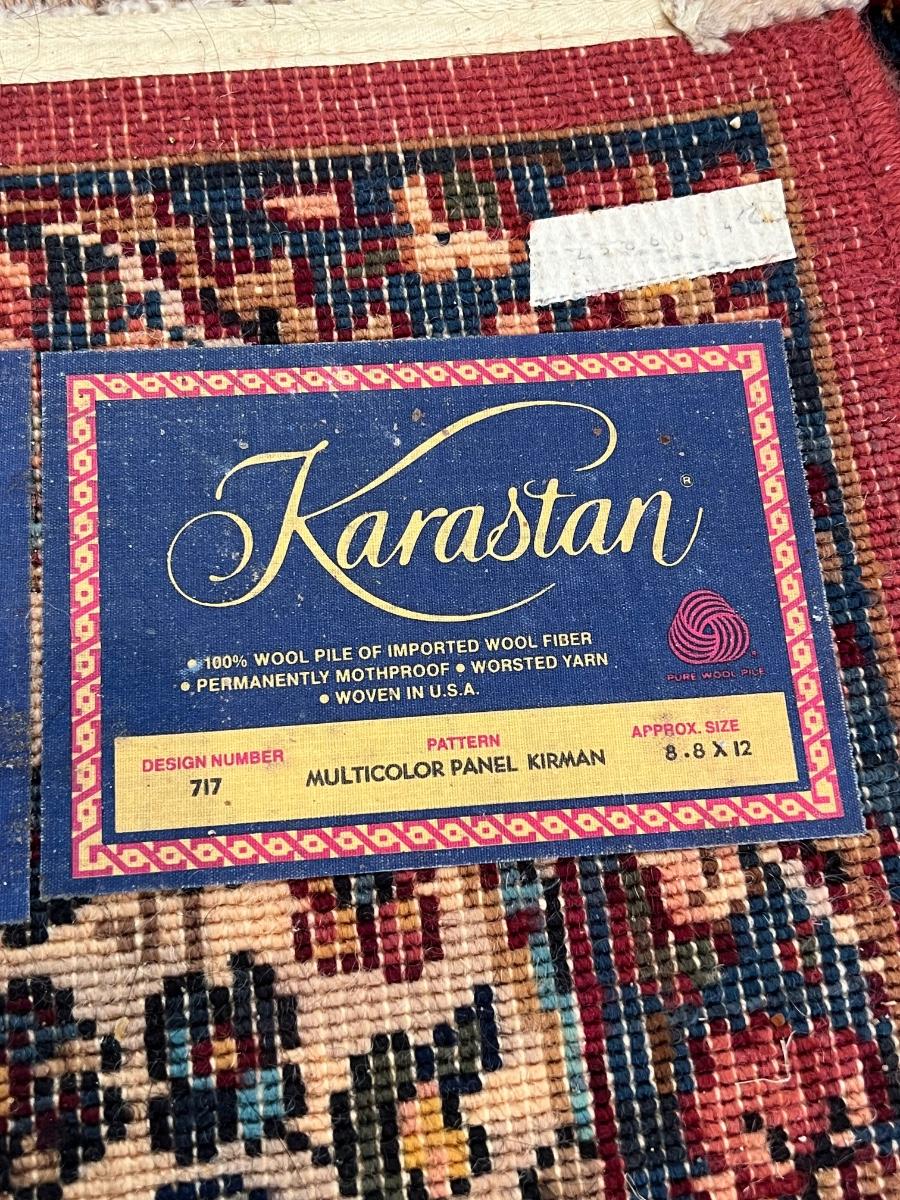 Karastan®
• 100% WOOL PILE OF IMPORTED WOOL FIBER
• PERMANENTLY MOTHPROOF • WORSTED YARN
• WOVEN IN U.S.A.
PURE WOOL PILE
DESIGN NUMBER PATTERN APPROX. SIZE
717 MULTICOLOR PANEL KIRMAN 8.8 X 12